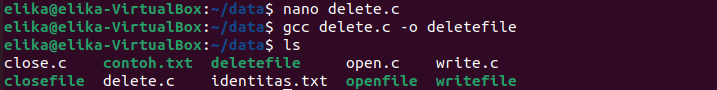 elika@elika-VirtualBox:~/data$ nano delete.c
elika@elika-VirtualBox:~/data$ gcc delete.c -o deletefile
elika@elika-VirtualBox:~/data$ ls
close.c    contoh.txt  deletefile     open.c    write.c
closefile  delete.c    identitas.txt  openfile  writefile